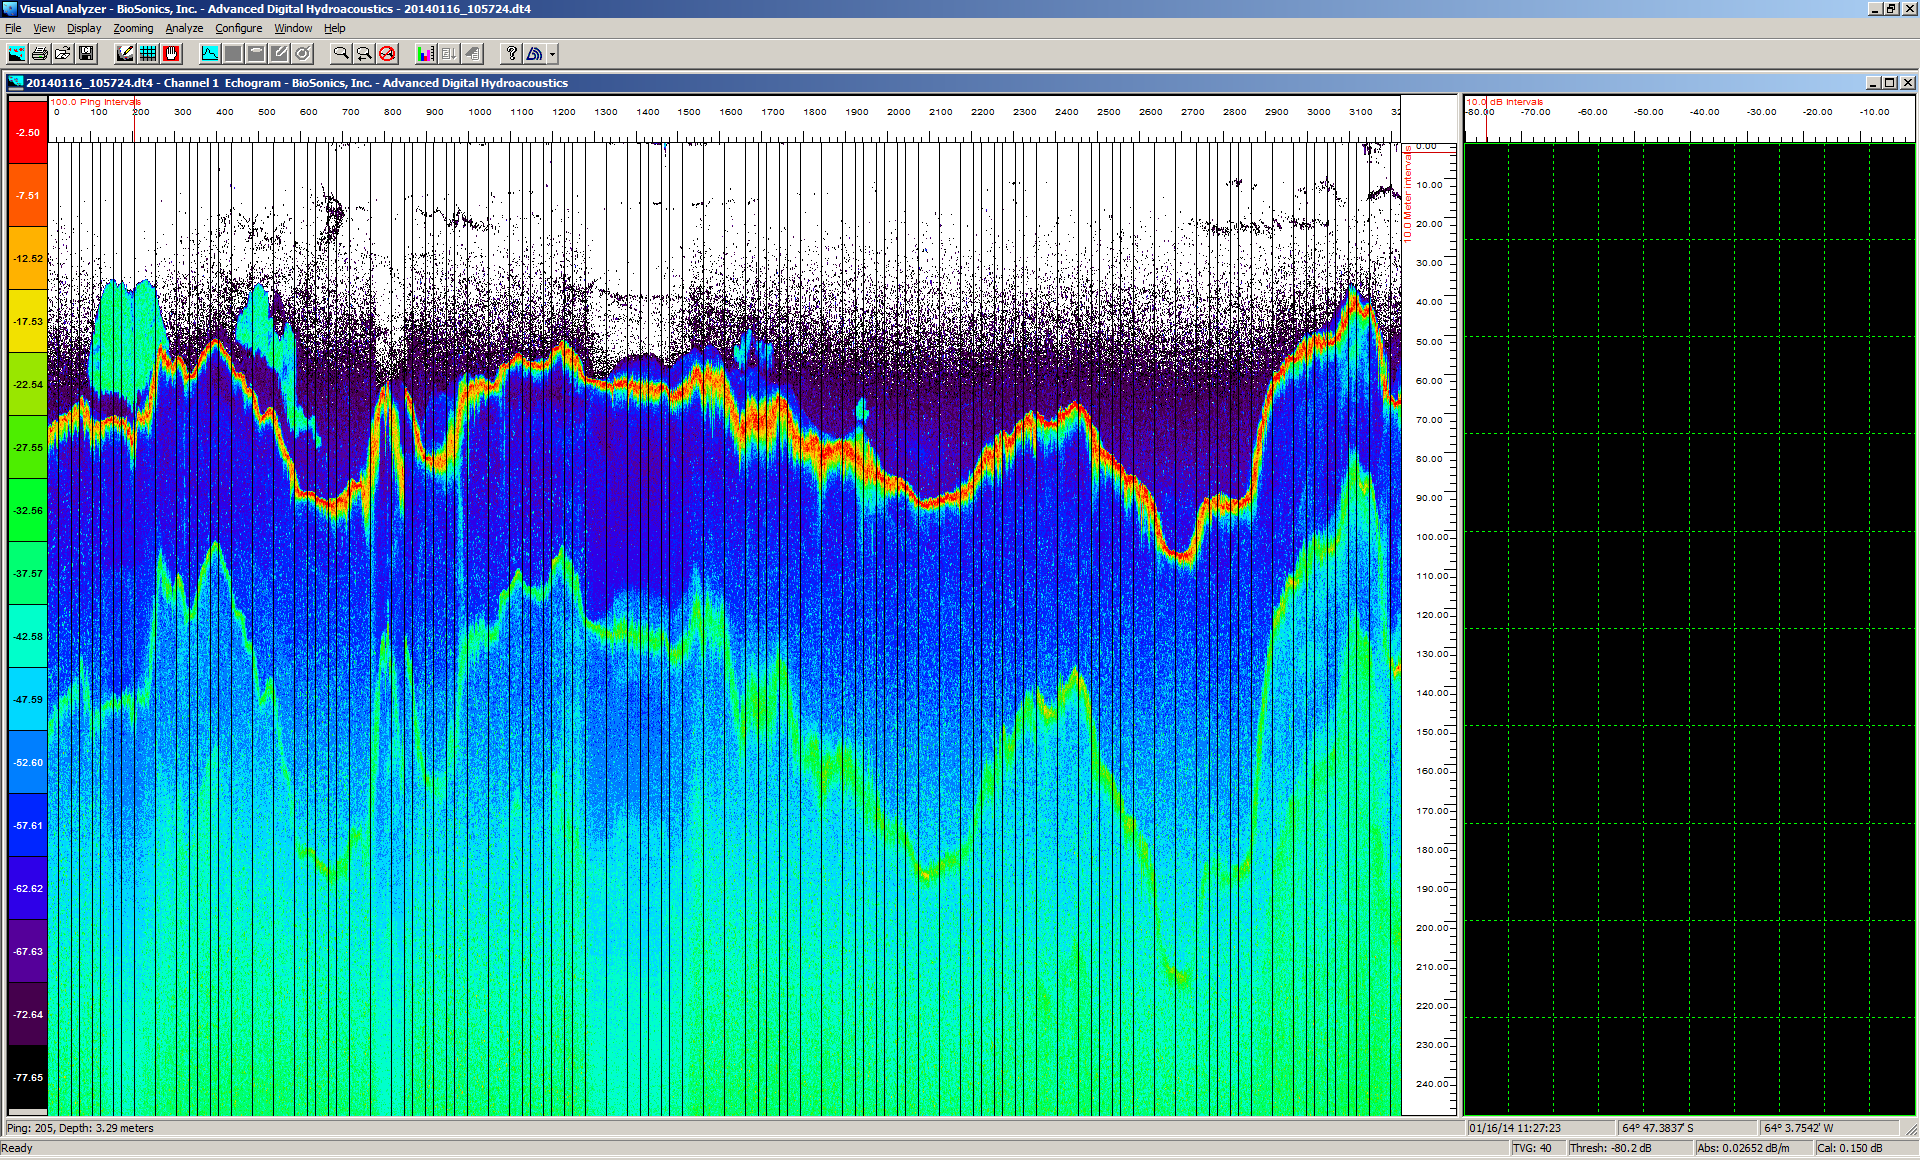 Visual Analyzer - BioSonics, Inc. - Advanced Digital Hydroacoustics - 20140116_105724.dt4
File View Display Zooming Analyze Configure Window Help
20140116_105724.dt4 - Channel 1 Echogram - BioSonics, Inc. - Advanced Digital Hydroacoustics
100.0 Ping Intervals
0 100 200 300 400 500 600 700 800 900 1000 1100 1200 1300 1400 1500 1600 1700 1800 1900 2000 2100 2200 2300 2400 2500 2600 2700 2800 2900 3000 3100 32
10.0 dB Intervals
-80.00 -70.00 -60.00 -50.00 -40.00 -30.00 -20.00 -10.00
-2.50
-7.51
-12.52
-17.53
-22.54
-27.55
-32.56
-37.57
-42.58
-47.59
-52.60
-57.61
-62.62
-67.63
-72.64
-77.65
10.0 Meter Intervals
0.00
10.00
20.00
30.00
40.00
50.00
60.00
70.00
80.00
90.00
100.00
110.00
120.00
130.00
140.00
150.00
160.00
170.00
180.00
190.00
200.00
210.00
220.00
230.00
240.00
Ping: 205, Depth: 3.29 meters
01/16/14 11:27:23
64° 47.3837' S
64° 3.7542' W
Ready
TVG: 40
Thresh: -80.2 dB
Abs: 0.02652 dB/m
Cal: 0.150 dB